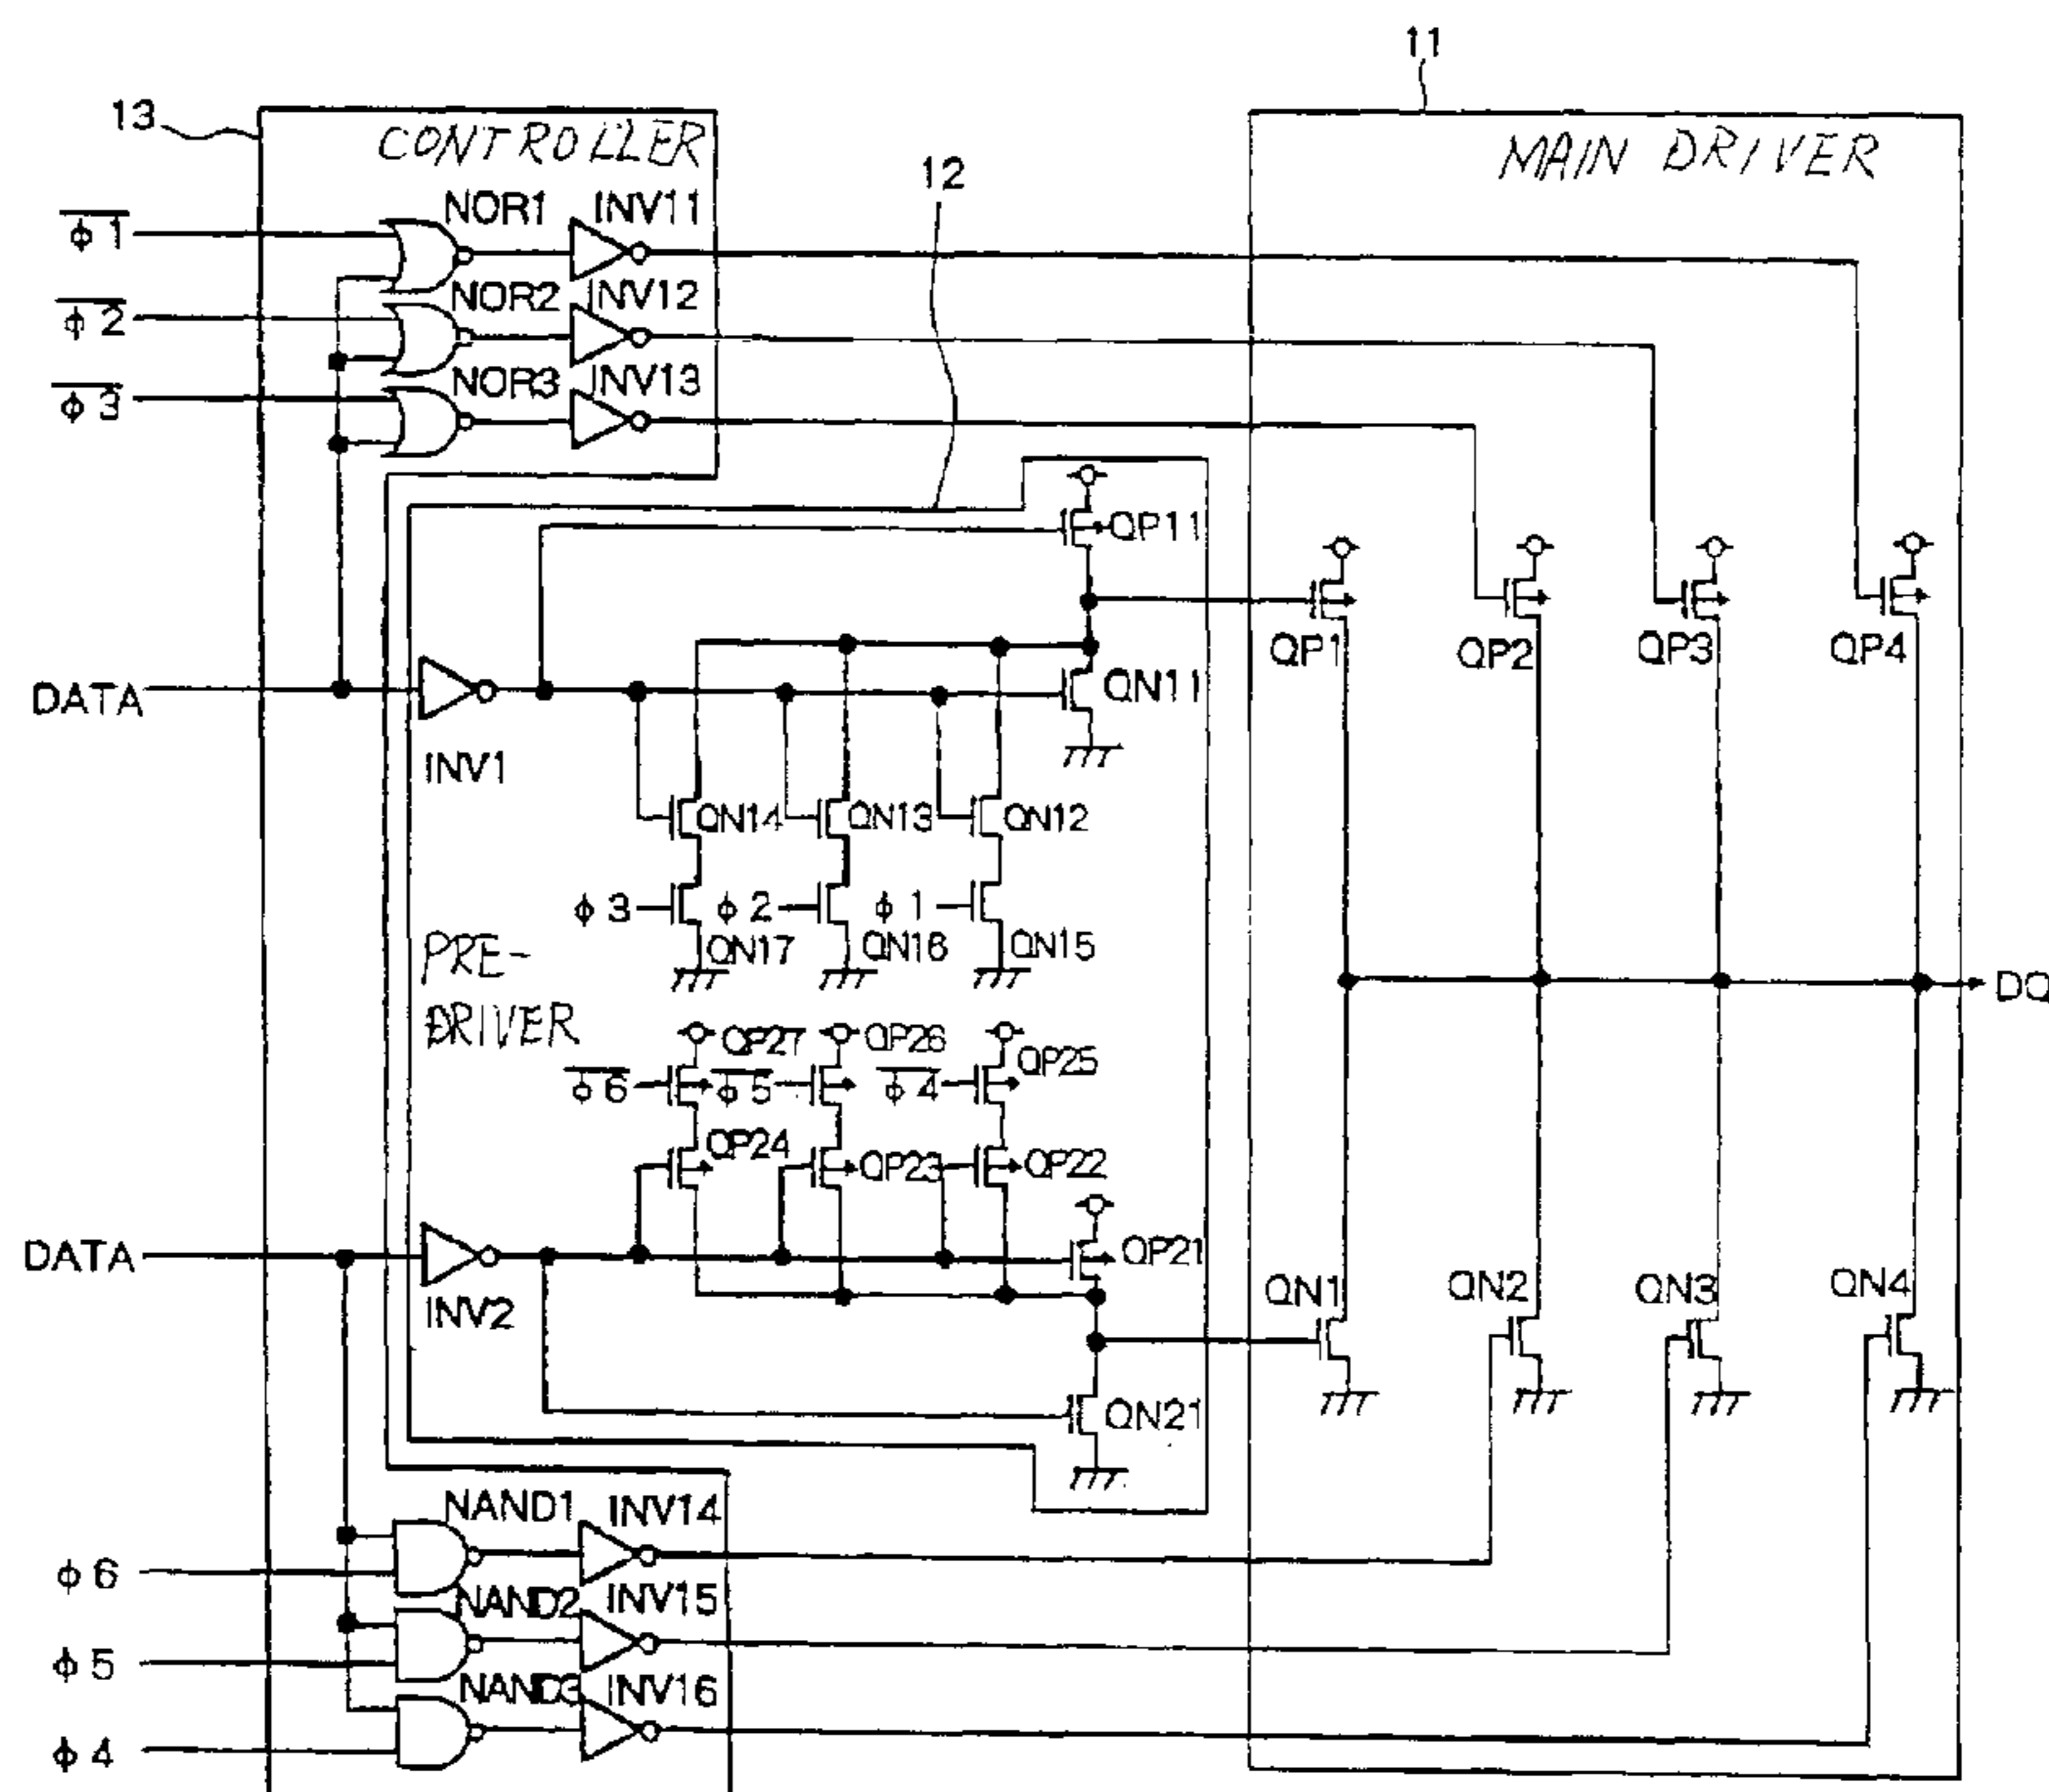 11
13
CONTROLLER
MAIN DRIVER
12
NOR1 INV11
φ1
NOR2 INV12
φ2
NOR3 INV13
φ3
QP11
QP1 QP2 QP3 QP4
DATA
QN11
INV1
QN14 QN13 QN12
φ3 φ2 φ1
QN17 QN16 QN15
PRE-
DRIVER
DQ
QP27 QP26 QP25
φ6 φ5 φ4
QP24 QP23 QP22
DATA
QP21
INV2
QN1 QN2 QN3 QN4
QN21
NAND1 INV14
φ6
NAND2 INV15
φ5
NAND3 INV16
φ4